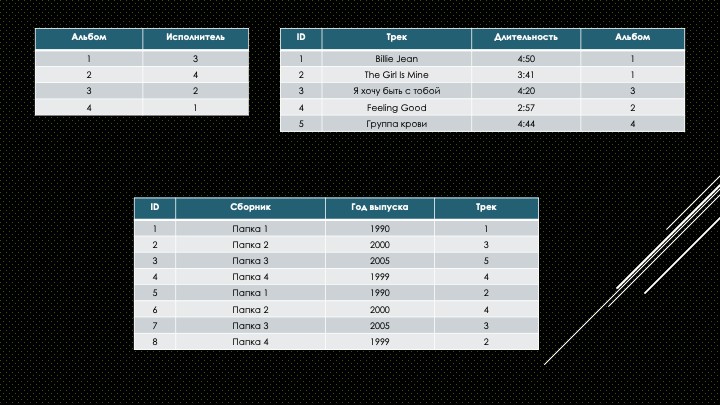 Альбом Исполнитель
1 3
2 4
3 2
4 1
ID Трек Длительность Альбом
1 Billie Jean 4:50 1
2 The Girl Is Mine 3:41 1
3 Я хочу быть с тобой 4:20 3
4 Feeling Good 2:57 2
5 Группа крови 4:44 4
ID Сборник Год выпуска Трек
1 Папка 1 1990 1
2 Папка 2 2000 3
3 Папка 3 2005 5
4 Папка 4 1999 4
5 Папка 1 1990 2
6 Папка 2 2000 4
7 Папка 3 2005 3
8 Папка 4 1999 2